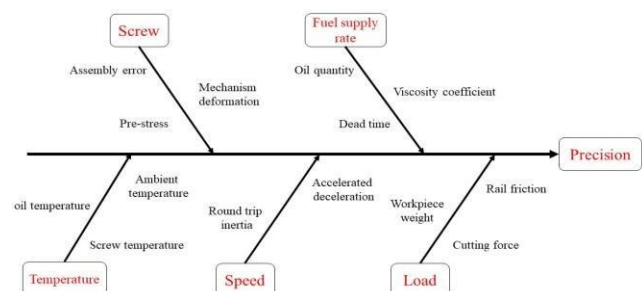 Screw
Fuel supply
rate
Assembly error
Oil quantity
Mechanism
deformation
Viscosity coefficient
Pre-stress
Dead time
Precision
Ambient
temperature
Accelerated
deceleration
Rail friction
oil temperature
Round trip
inertia
Workpiece
weight
Screw temperature
Cutting force
Temperature
Speed
Load